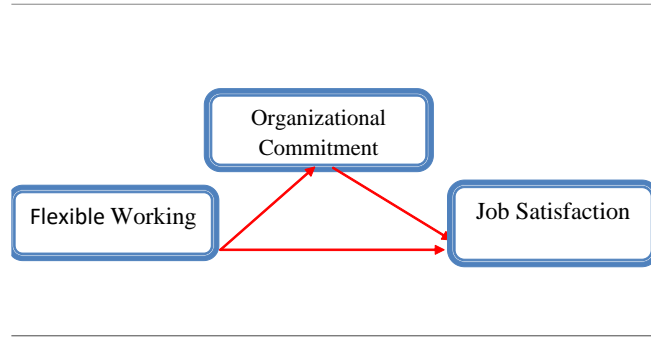 Organizational
Commitment
Flexible Working
Job Satisfaction